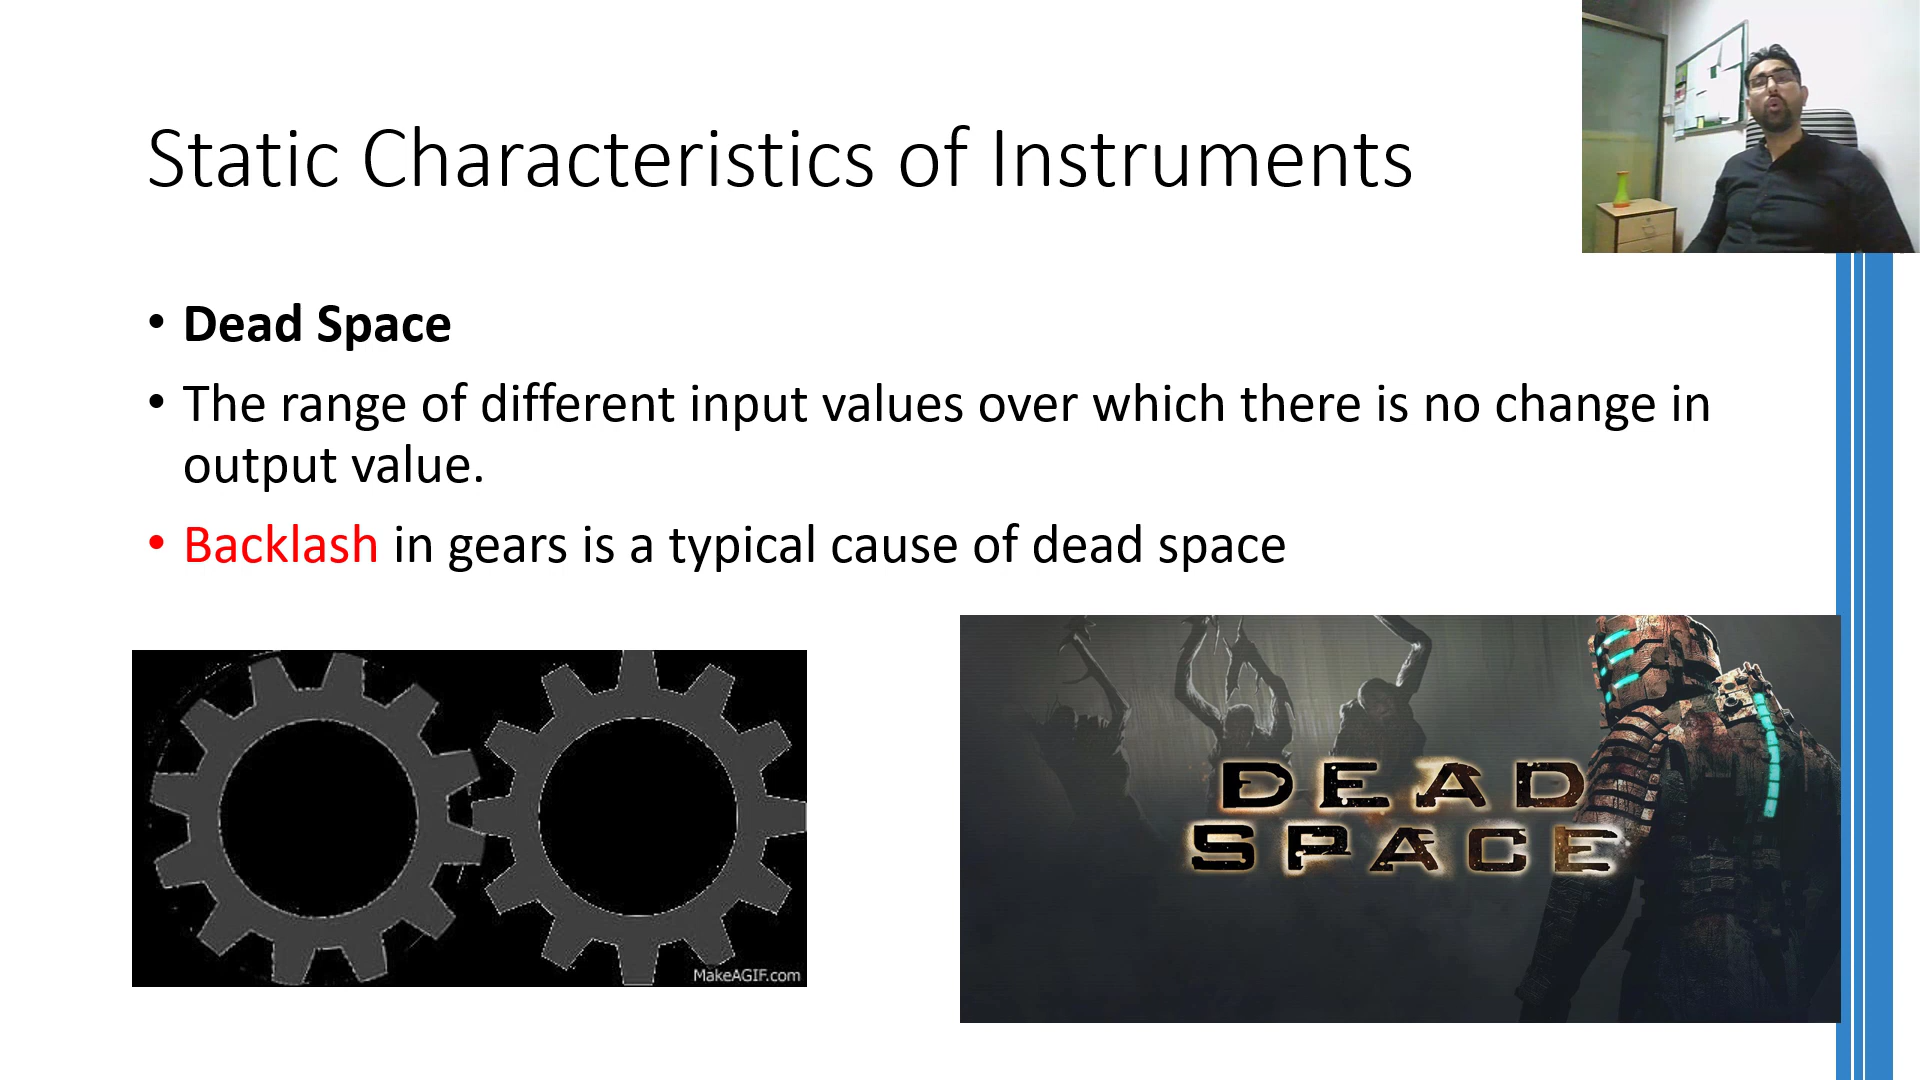 Static Characteristics of Instruments
• Dead Space
• The range of different input values over which there is no change in
output value.
• Backlash in gears is a typical cause of dead space
MakeAGIF.com
DEAD
SPACE